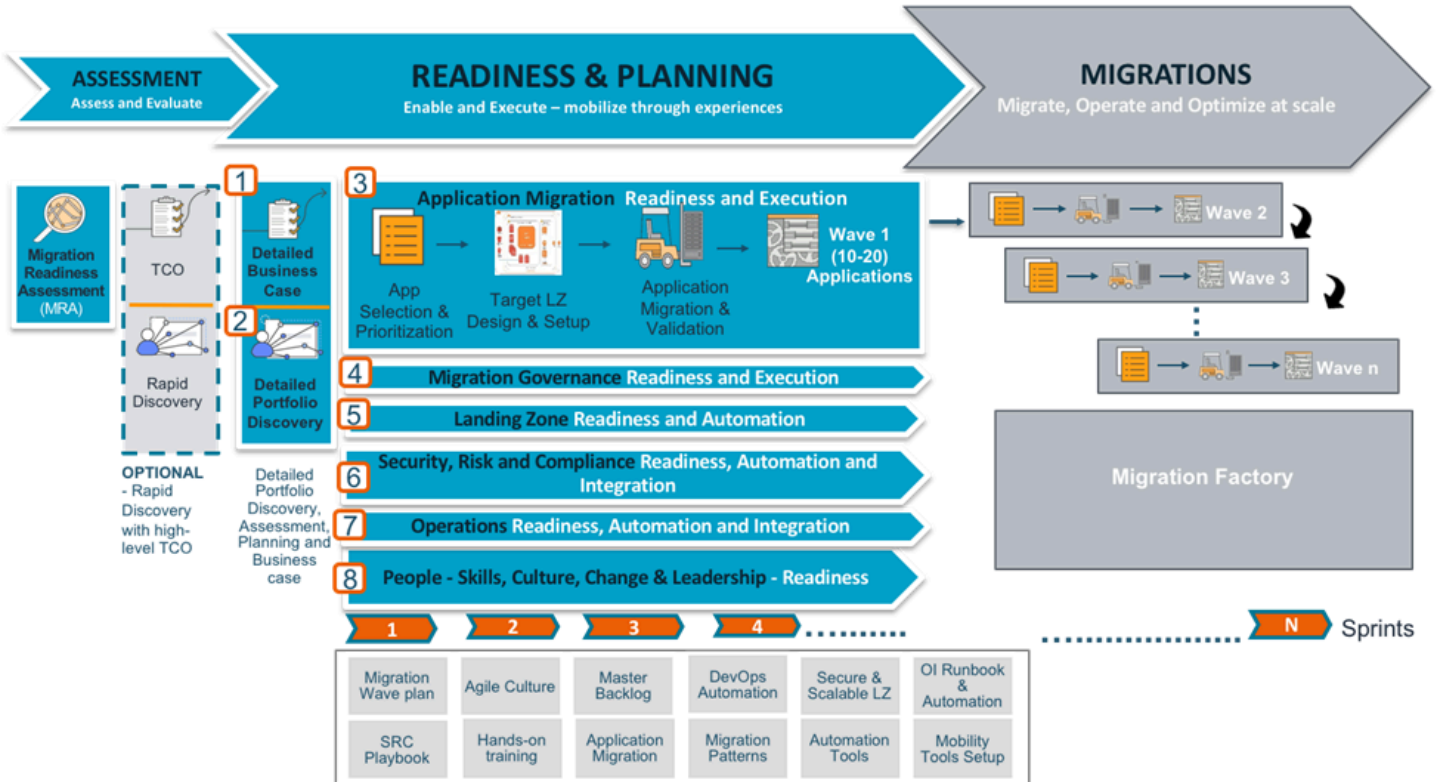 ASSESSMENT
Assess and Evaluate
READINESS & PLANNING
Enable and Execute – mobilize through experiences
MIGRATIONS
Migrate, Operate and Optimize at scale
Migration
Readiness
Assessment
(MRA)
TCO
Rapid
Discovery
OPTIONAL
- Rapid
Discovery
with high-
level TCO
1
Detailed
Business
Case
2
Detailed
Portfolio
Discovery
Detailed
Portfolio
Discovery,
Assessment,
Planning and
Business
case
3
Application Migration Readiness and Execution
App
Selection &
Prioritization
Target LZ
Design & Setup
Application
Migration &
Validation
Wave 1
(10-20)
Applications
4
Migration Governance Readiness and Execution
5
Landing Zone Readiness and Automation
6
Security, Risk and Compliance Readiness, Automation and
Integration
7
Operations Readiness, Automation and Integration
8
People - Skills, Culture, Change & Leadership - Readiness
Wave 2
Wave 3
Wave n
Migration Factory
1
2
3
4
N
Sprints
Migration
Wave plan
Agile Culture
Master
Backlog
DevOps
Automation
Secure &
Scalable LZ
OI Runbook
&
Automation
SRC
Playbook
Hands-on
training
Application
Migration
Migration
Patterns
Automation
Tools
Mobility
Tools Setup